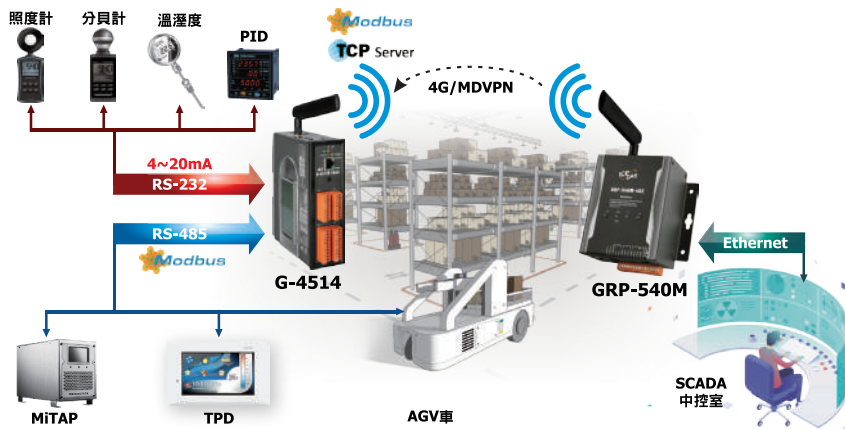 照度計
分貝計
溫溼度
PID
Modbus
TCP Server
4G/MDVPN
4~20mA
RS-232
RS-485
Modbus
G-4514
GRP-540M
Ethernet
MiTAP
TPD
AGV車
SCADA
中控室